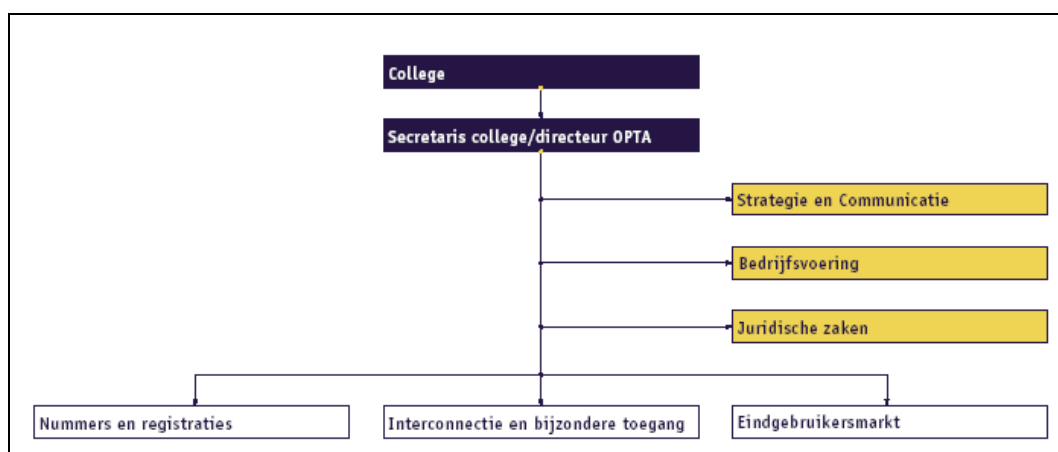 College
Secretaris college/directeur OPTA
Strategie en Communicatie
Bedrijfsvoering
Juridische zaken
Nummers en registraties
Interconnectie en bijzondere toegang
Eindgebruikersmarkt